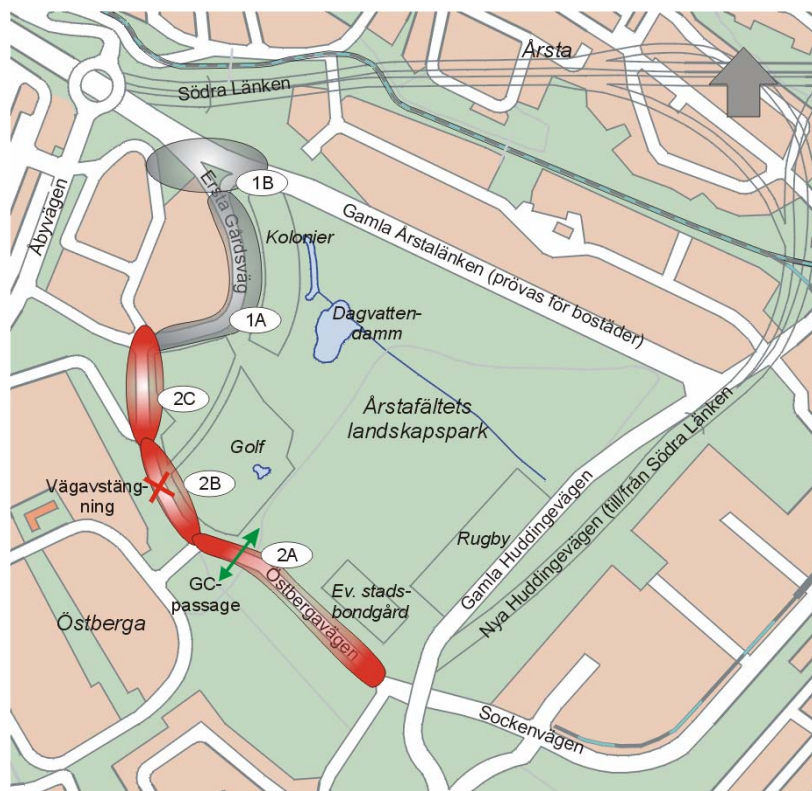 Årsta
Södra Länken
1B
Ersta Gårdsväg
Åbyvägen
Kolonier
Gamla Årstalänken (prövas för bostäder)
1A
Dagvatten-
damm
2C
Årstafältets
landskapspark
Golf
Vägavstäng-
ning
2B
Rugby
Gamla Huddingevägen
Nya Huddingevägen (till/från Södra Länken)
2A
GC-
passage
Östbergavägen
Ev. stads-
bondgård
Östberga
Sockenvägen